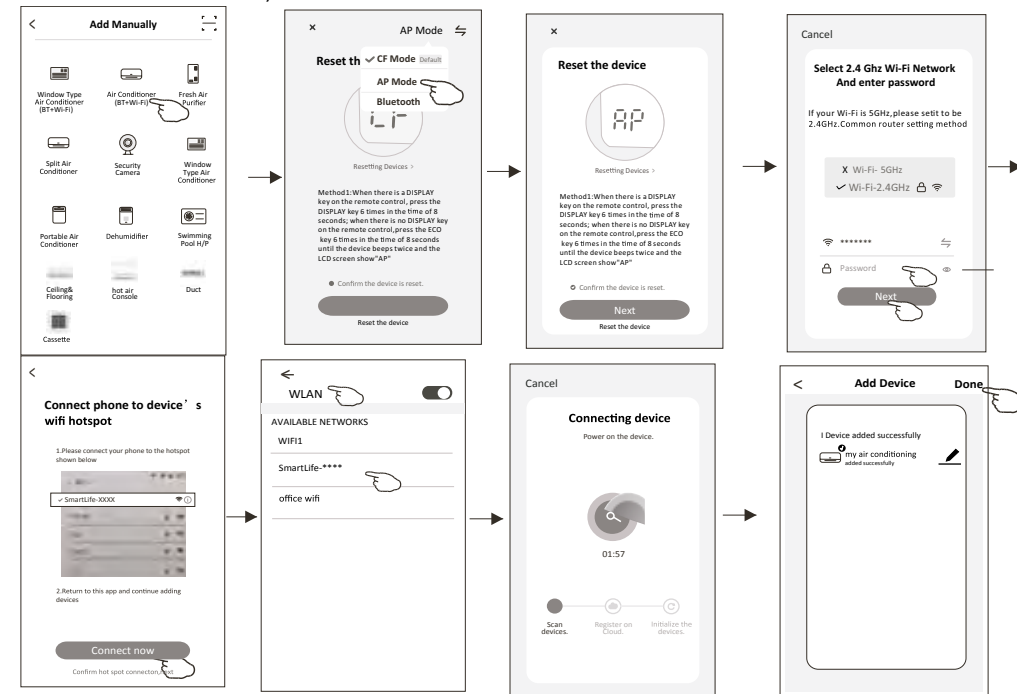 Add Manually
Window Type
Air Conditioner
(BT+Wi-Fi)
Air Conditioner
(BT+Wi-Fi)
Fresh Air
Purifier
Split Air
Conditioner
Security
Camera
Window
Type Air
Conditioner
Portable Air
Conditioner
Dehumidifier
Swimming
Pool H/P
Ceiling&
Flooring
hot air
Console
Duct
Cassette
×
AP Mode
Reset th
CF Mode Default
AP Mode
Bluetooth
Resetting Devices >
Method1:When there is a DISPLAY
key on the remote control, press the
DISPLAY key 6 times in the time of 8
seconds; when there is no DISPLAY key
on the remote control,press the ECO
key 6 times in the time of 8 seconds
until the device beeps twice and the
LCD screen show"AP"
Confirm the device is reset.
Reset the device
×
Reset the device
AP
Resetting Devices >
Method1:When there is a DISPLAY
key on the remote control, press the
DISPLAY key 6 times in the time of 8
seconds; when there is no DISPLAY key
on the remote control,press the ECO
key 6 times in the time of 8 seconds
until the device beeps twice and the
LCD screen show"AP"
Confirm the device is reset.
Next
Reset the device
Cancel
Select 2.4 Ghz Wi-Fi Network
And enter password
If your Wi-Fi is 5GHz,please setit to be
2.4GHz.Common router setting method
X Wi-Fi- 5GHz
Wi-Fi-2.4GHz
*******
Password
Next
Connect phone to device's
wifi hotspot
1.Please connect your phone to the hotspot
shown below
SmartLife-XXXX
2.Return to this app and continue adding
devices
Connect now
Confirm hot spot connecton,next
WLAN
AVAILABLE NETWORKS
WIFI1
SmartLife-****
office wifi
Cancel
Connecting device
Power on the device.
01:57
Scan
devices.
Register on
Cloud.
Initialize the
devices.
< Add Device Done
I Device added successfully
my air conditioning
added successfully